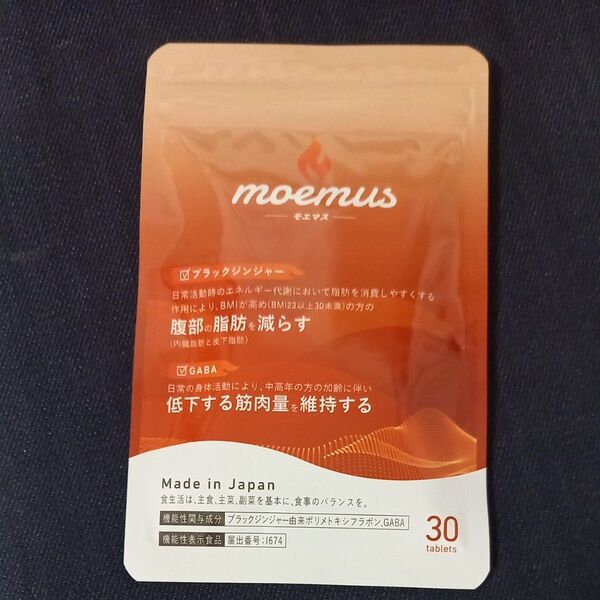 moemus
モエマス
ブラックジンジャー
日常活動時のエネルギー代謝において脂肪を消費しやすくする
作用により、BMIが高め(BMI23以上30未満)の方の
腹部の脂肪を減らす
(内臓脂肪と皮下脂肪)
GABA
日常の身体活動により、中高年の方の加齢に伴い
低下する筋肉量を維持する
Made in Japan
食生活は、主食、主菜、副菜を基本に、食事のバランスを。
機能性関与成分 ブラックジンジャー由来ポリメトキシフラボン、GABA
機能性表示食品 届出番号:I674
30
tablets